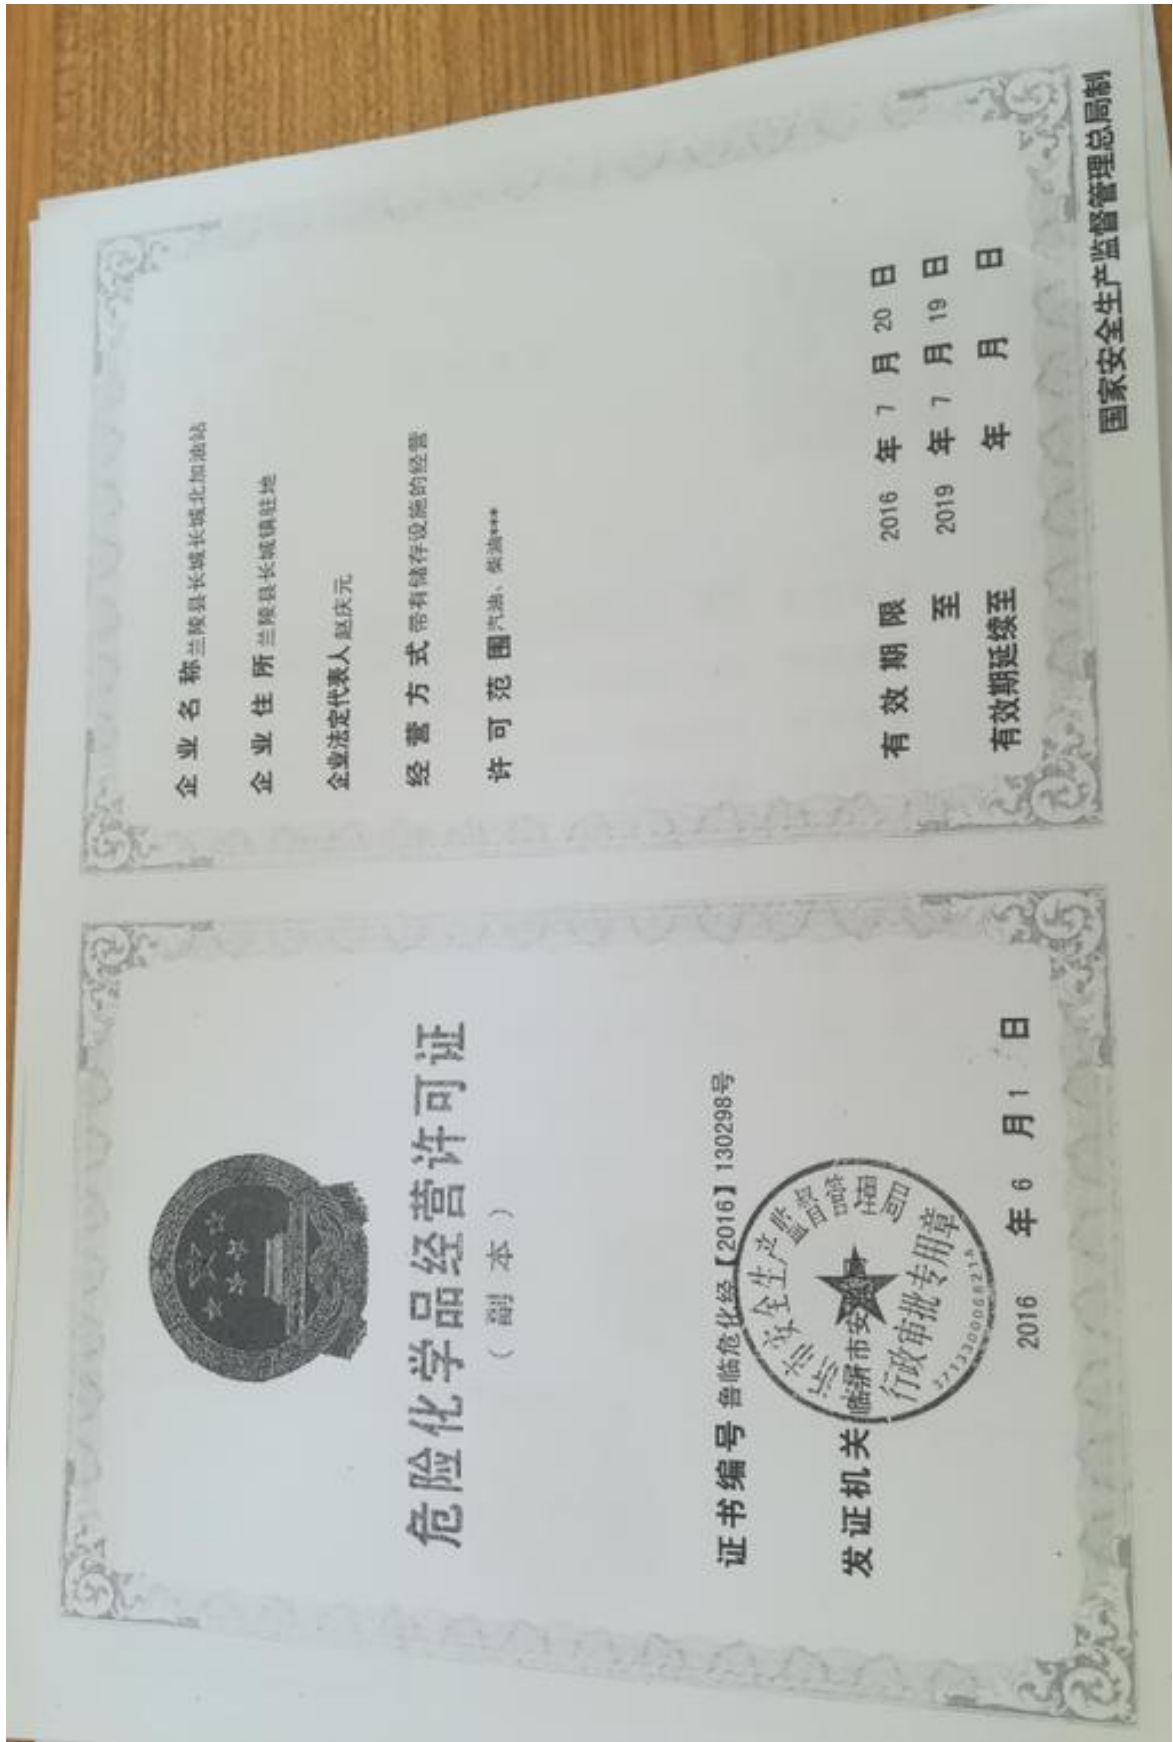 危险化学品经营许可证
（副本）
证书编号 鲁临危化经【2016】130298号
发证机关 临沂市安
沂市安全生产监督管理局
行政审批专用章
3713300068214
2016 年 6 月 1 日
企业名称 兰陵县长城长城北加油站
企业住所 兰陵县长城镇驻地
企业法定代表人 赵庆元
经营方式 带有储存设施的经营
许可范围 汽油、柴油***
有效期限 2016 年 7 月 20 日
至 2019 年 7 月 19 日
有效期延续至 年 月 日
国家安全生产监督管理总局制